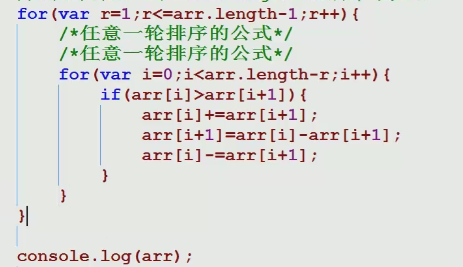 for(var r=1;r<=arr.length-1;r++){
/*任意一轮排序的公式*/
/*任意一轮排序的公式*/
for(var i=0;i<arr.length-r;i++){
if(arr[i]>arr[i+1]){
arr[i]+=arr[i+1];
arr[i+1]=arr[i]-arr[i+1];
arr[i]-=arr[i+1];
}
}
}
console.log(arr);